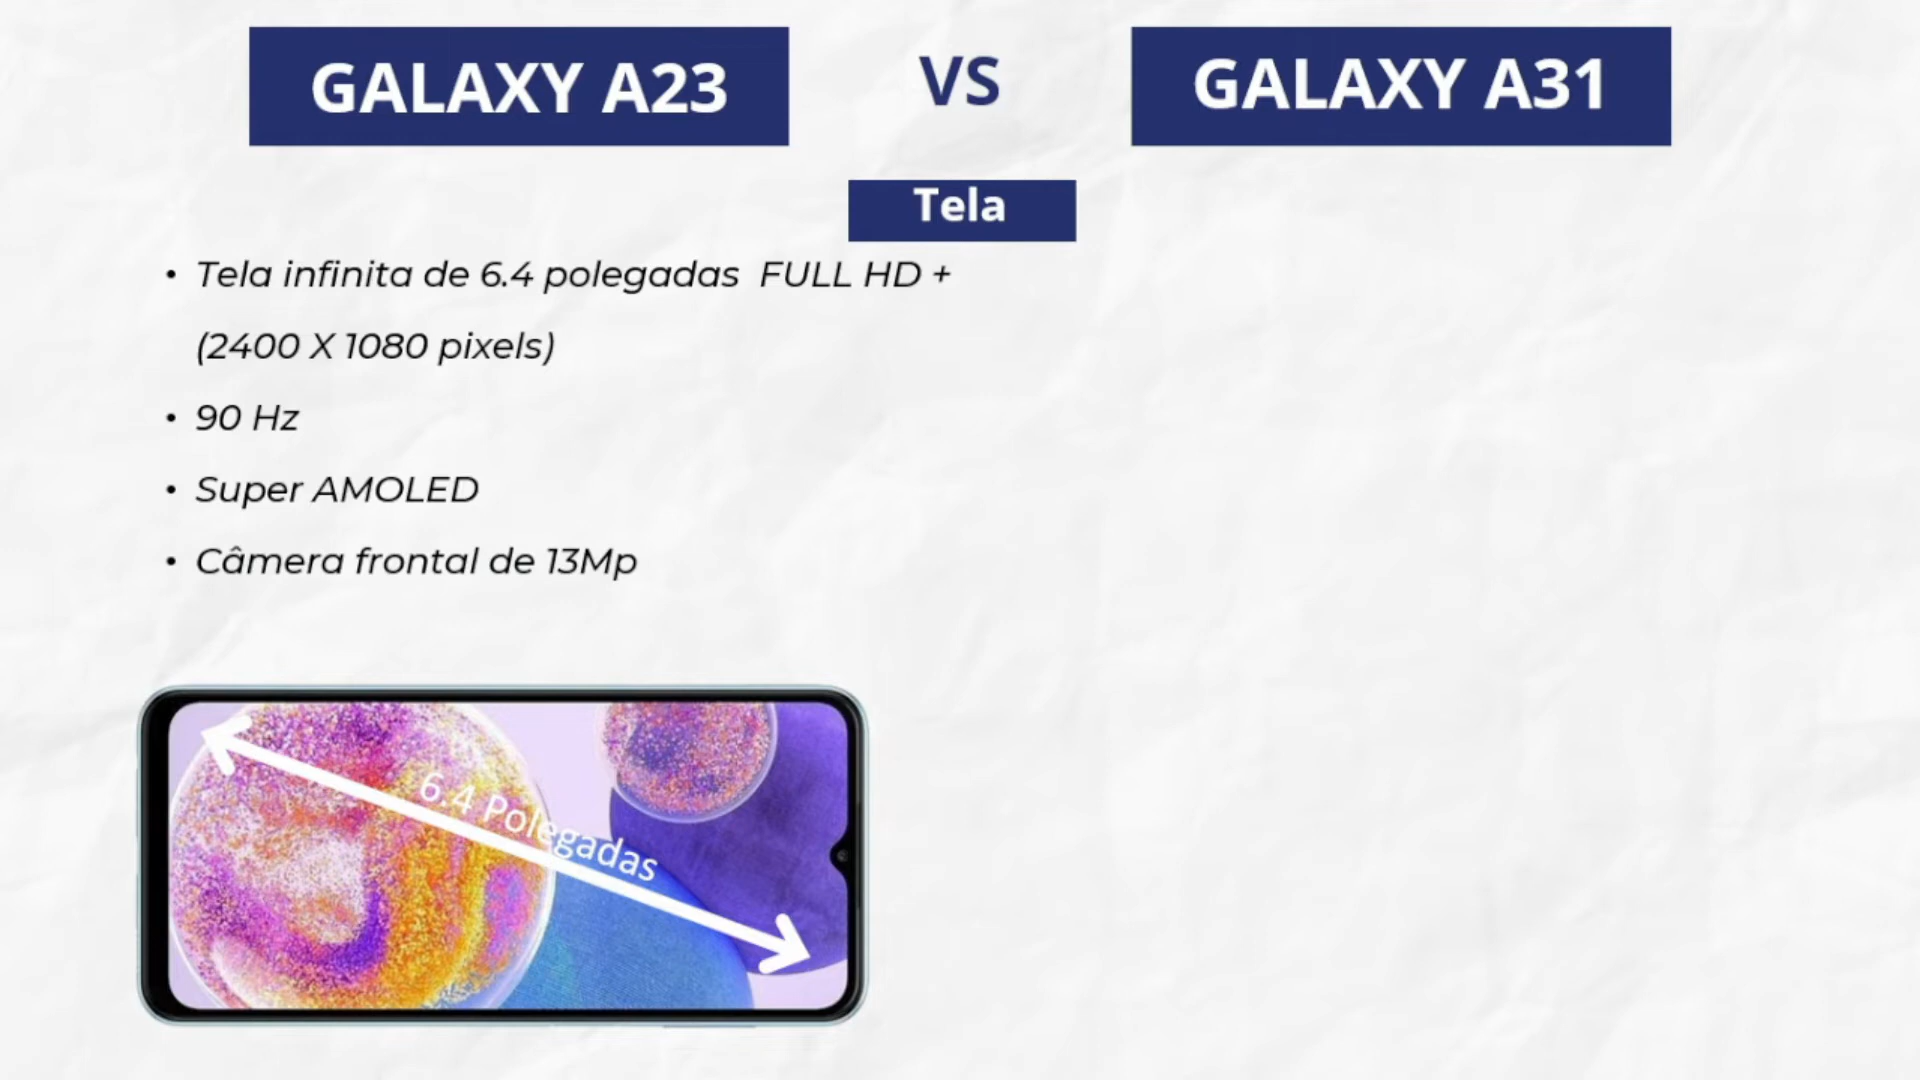 GALAXY A23
VS
GALAXY A31
Tela
• Tela infinita de 6.4 polegadas FULL HD +
(2400 X 1080 pixels)
• 90 Hz
• Super AMOLED
• Câmera frontal de 13Mp
6.4 Polegadas